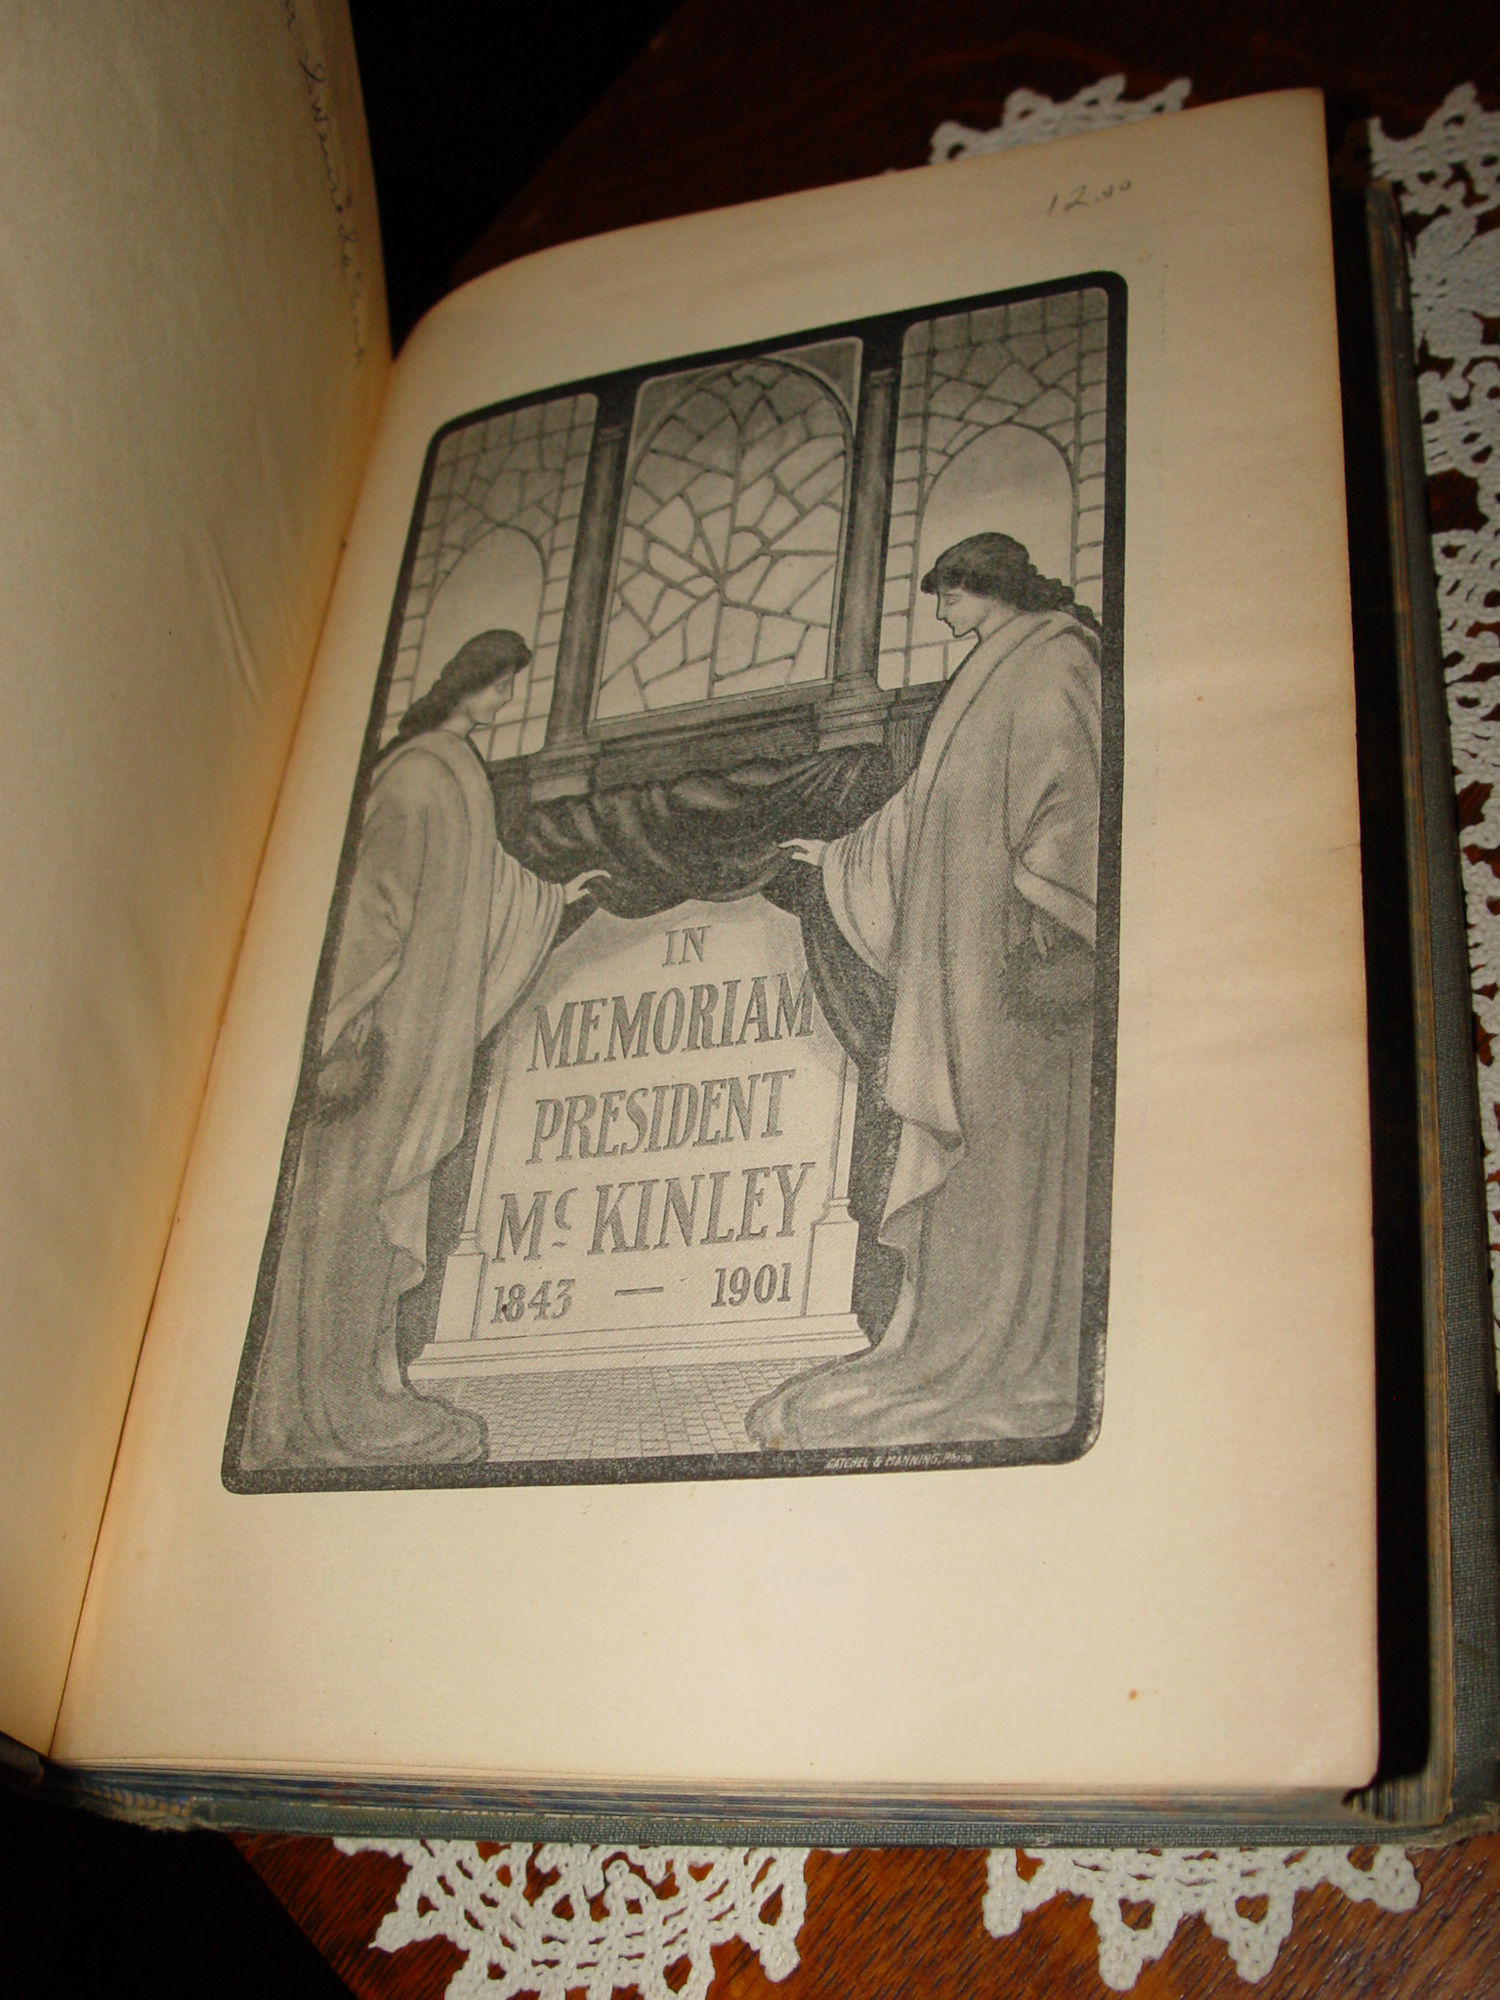 12.00
IN
MEMORIAM
PRESIDENT
McKINLEY
1843 — 1901
GATCHEL & MANNING, Photo